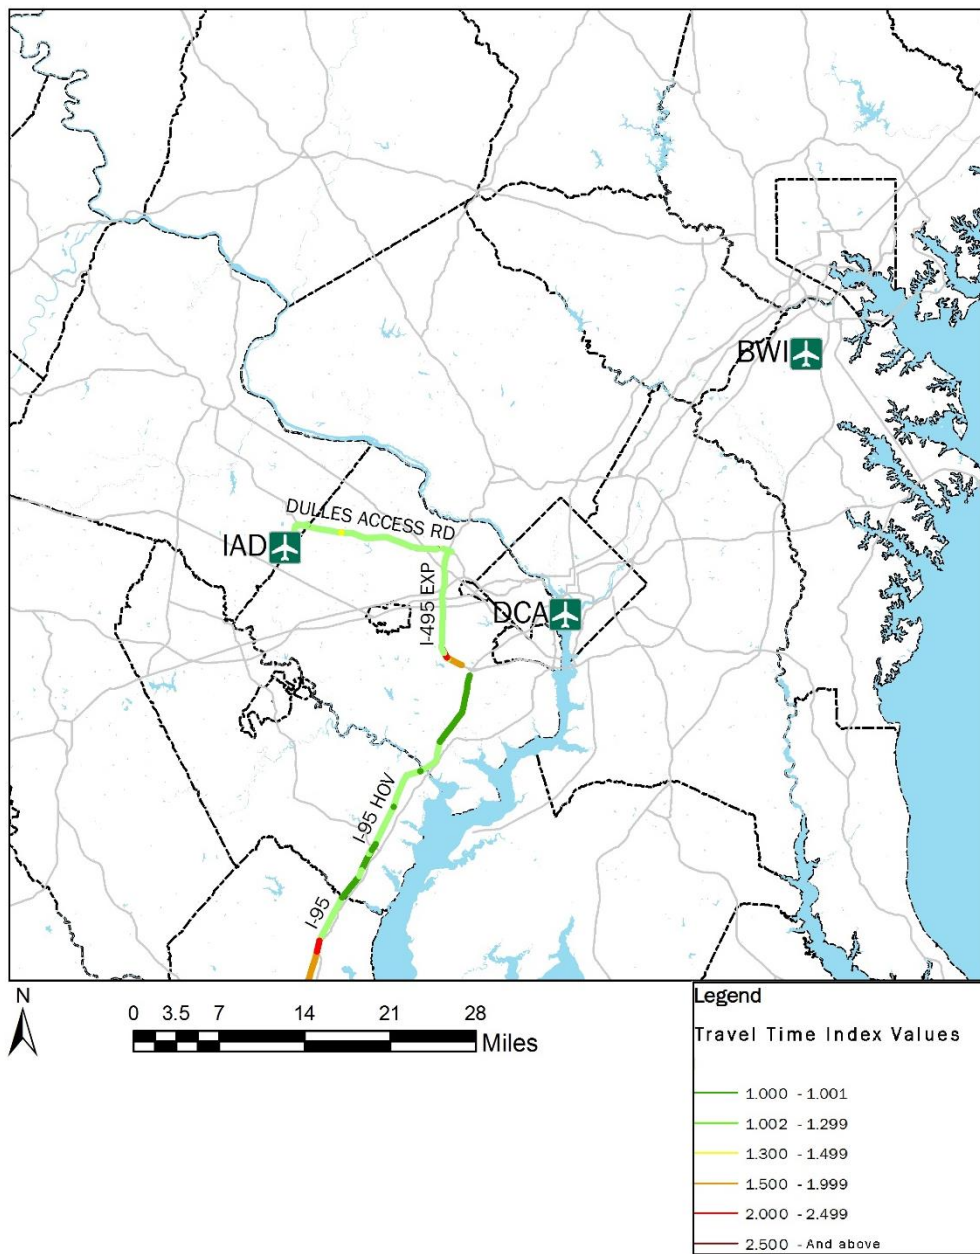 BWI
DULLES ACCESS RD
IAD
I-495 EXP
DCA
I-95 HOV
I-95
N
0 3.5 7 14 21 28
Miles
Legend
Travel Time Index Values
1.000 - 1.001
1.002 - 1.299
1.300 - 1.499
1.500 - 1.999
2.000 - 2.499
2.500 - And above